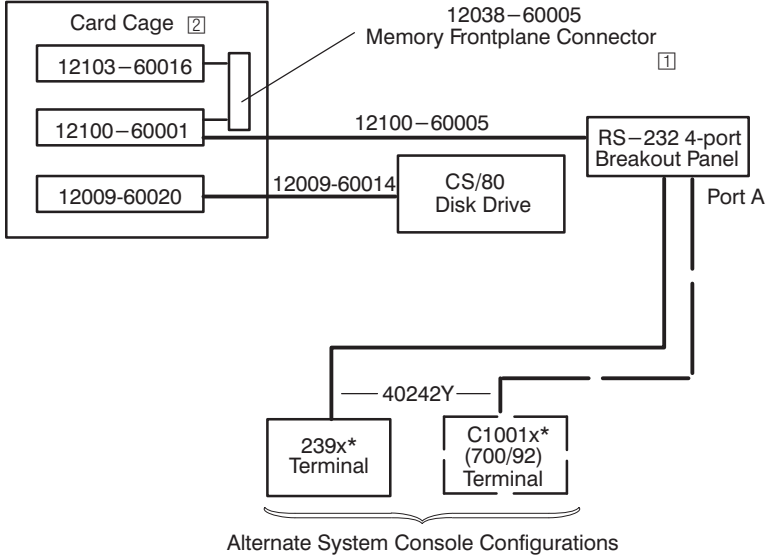 Card Cage 2
12103–60016
12100–60001
12009-60020
12038–60005
Memory Frontplane Connector
1
12100–60005
12009-60014
CS/80
Disk Drive
RS–232 4-port
Breakout Panel
Port A
40242Y
239x*
Terminal
C1001x*
(700/92)
Terminal
Alternate System Console Configurations